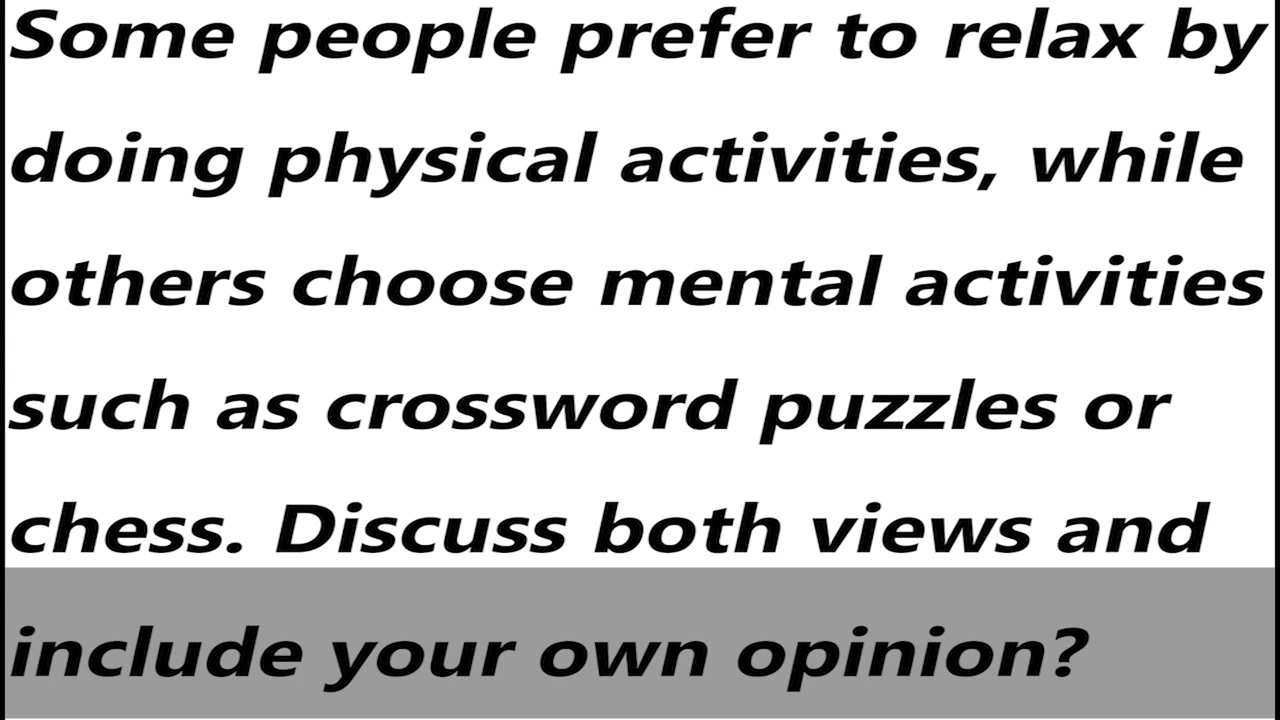 Some people prefer to relax by
doing physical activities, while
others choose mental activities
such as crossword puzzles or
chess. Discuss both views and
include your own opinion?